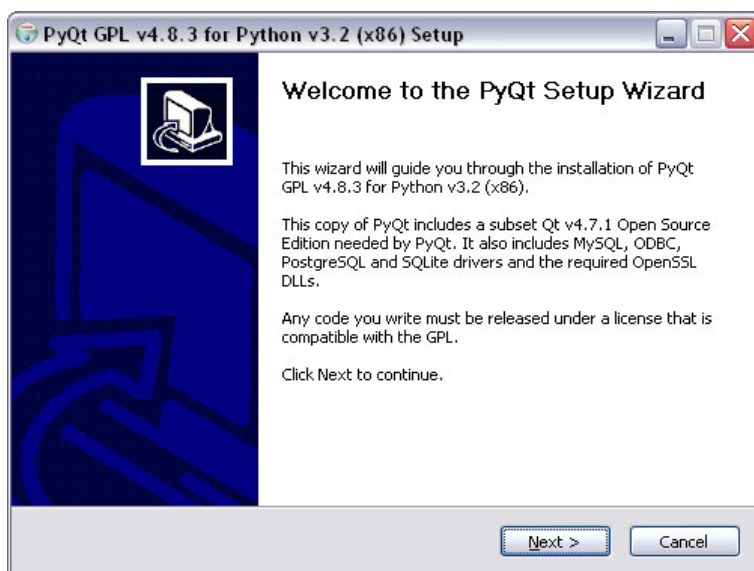 PyQt GPL v4.8.3 for Python v3.2 (x86) Setup
Welcome to the PyQt Setup Wizard
This wizard will guide you through the installation of PyQt
GPL v4.8.3 for Python v3.2 (x86).
This copy of PyQt includes a subset Qt v4.7.1 Open Source
Edition needed by PyQt. It also includes MySQL, ODBC,
PostgreSQL and SQLite drivers and the required OpenSSL
DLLs.
Any code you write must be released under a license that is
compatible with the GPL.
Click Next to continue.
Next >
Cancel